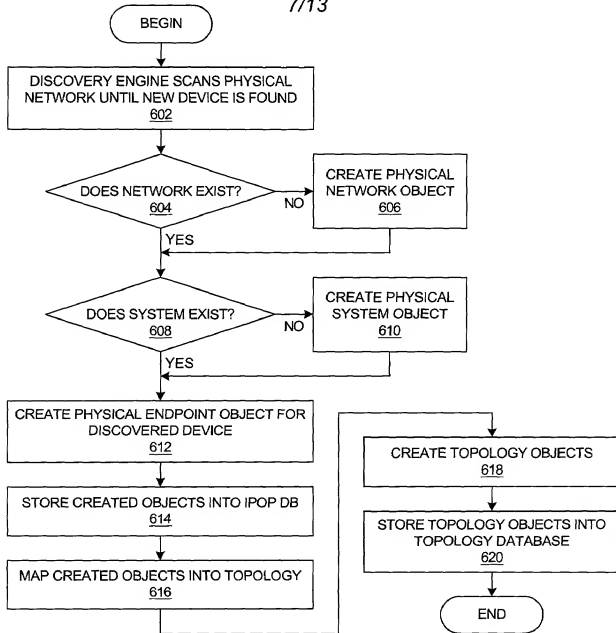 7/13
BEGIN
DISCOVERY ENGINE SCANS PHYSICAL
NETWORK UNTIL NEW DEVICE IS FOUND
602
DOES NETWORK EXIST?
604
NO
CREATE PHYSICAL
NETWORK OBJECT
606
YES
DOES SYSTEM EXIST?
608
NO
CREATE PHYSICAL
SYSTEM OBJECT
610
YES
CREATE PHYSICAL ENDPOINT OBJECT FOR
DISCOVERED DEVICE
612
STORE CREATED OBJECTS INTO IPOP DB
614
MAP CREATED OBJECTS INTO TOPOLOGY
616
CREATE TOPOLOGY OBJECTS
618
STORE TOPOLOGY OBJECTS INTO
TOPOLOGY DATABASE
620
END